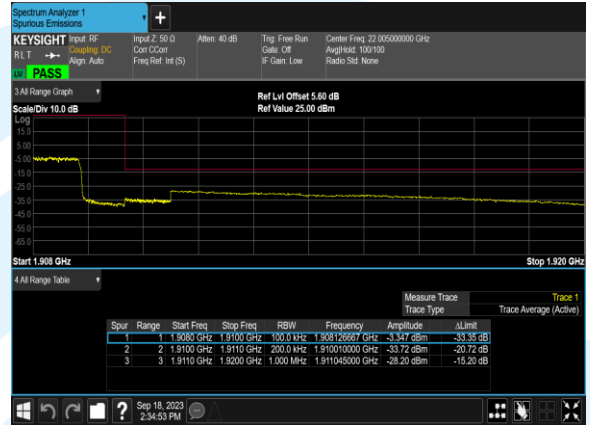 Spectrum Analyzer 1
Spurious Emissions
KEYSIGHT Input: RF Input Z: 50 Ω Atten: 40 dB Trig: Free Run Center Freq: 22.005000000 GHz
RLT Coupling: DC Corr CCorr Gate: Off Avg|Hold: 100/100
Align: Auto Freq Ref: Int (S) IF Gain: Low Radio Std: None
PASS
3 All Range Graph
Ref Lvl Offset 5.60 dB
Scale/Div 10.0 dB Ref Value 25.00 dBm
Log
15.0
5.00
-5.00
-15.0
-25.0
-35.0
-45.0
-55.0
-65.0
Start 1.908 GHz Stop 1.920 GHz
4 All Range Table
Measure Trace Trace 1
Trace Type Trace Average (Active)
Spur Range Start Freq Stop Freq RBW Frequency Amplitude ΔLimit
1 1 1.9080 GHz 1.9100 GHz 100.0 kHz 1.908126667 GHz -3.347 dBm -33.35 dB
2 2 1.9100 GHz 1.9110 GHz 200.0 kHz 1.910010000 GHz -33.72 dBm -20.72 dB
3 3 1.9110 GHz 1.9200 GHz 1.000 MHz 1.911045000 GHz -28.20 dBm -15.20 dB
Sep 18, 2023
2:34:53 PM